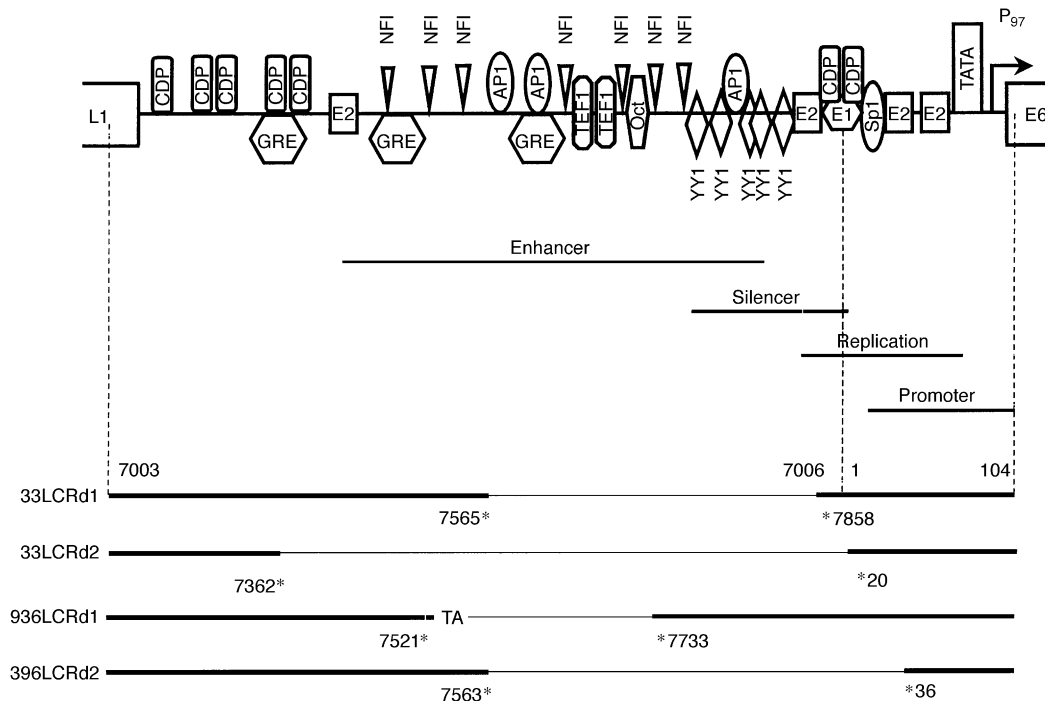 P97
NFI NFI NFI NFI NFI NFI NFI
TATA
CDP CDP CDP CDP CDP AP1 AP1 AP1 CDP CDP
L1 E2 TEF1 TEF1 Oct E2 E1 Sp1 E2 E2 E6
GRE GRE GRE
YY1 YY1 YY1 YY1 YY1
Enhancer
Silencer
Replication
Promoter
7003 7006 1 104
33LCRd1
7565* *7858
33LCRd2
7362* *20
936LCRd1 TA
7521* *7733
396LCRd2
7563* *36